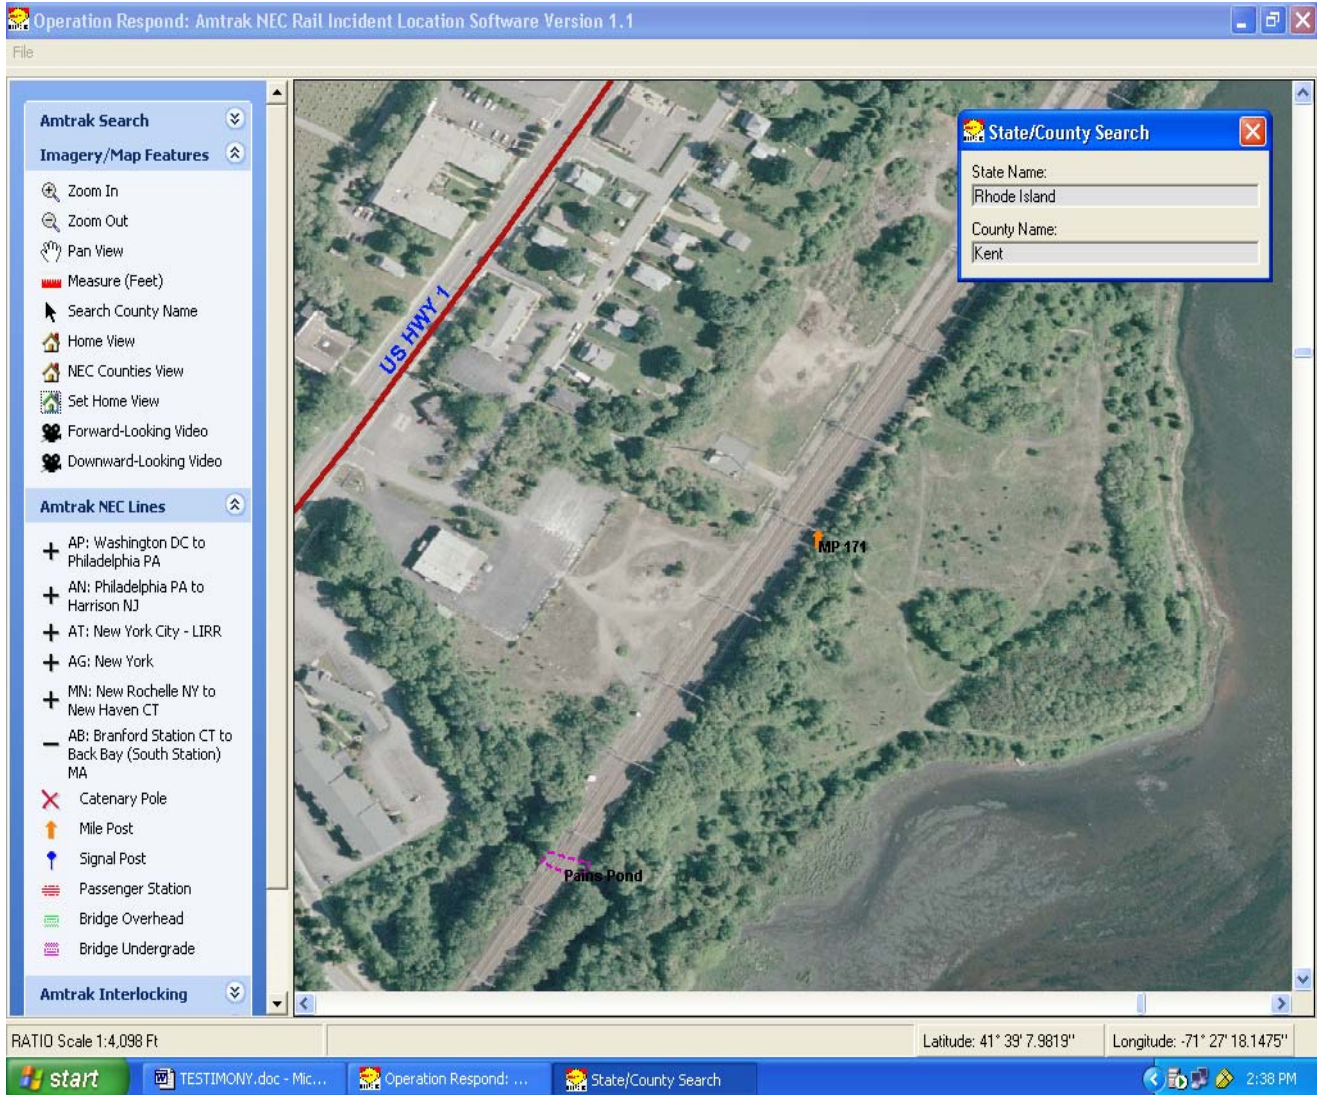 Operation Respond: Amtrak NEC Rail Incident Location Software Version 1.1
File
Amtrak Search
Imagery/Map Features
Zoom In
Zoom Out
Pan View
Measure (Feet)
Search County Name
Home View
NEC Counties View
Set Home View
Forward-Looking Video
Downward-Looking Video
Amtrak NEC Lines
AP: Washington DC to
Philadelphia PA
AN: Philadelphia PA to
Harrison NJ
AT: New York City - LIRR
AG: New York
MN: New Rochelle NY to
New Haven CT
AB: Branford Station CT to
Back Bay (South Station)
MA
Catenary Pole
Mile Post
Signal Post
Passenger Station
Bridge Overhead
Bridge Undergrade
Amtrak Interlocking
US HWY 1
MP 171
Pains Pond
State/County Search
State Name:
Rhode Island
County Name:
Kent
RATIO Scale 1:4,098 Ft
Latitude: 41° 39' 7.9819"
Longitude: -71° 27' 18.1475"
start
TESTIMONY.doc - Mic...
Operation Respond: ...
State/County Search
2:38 PM